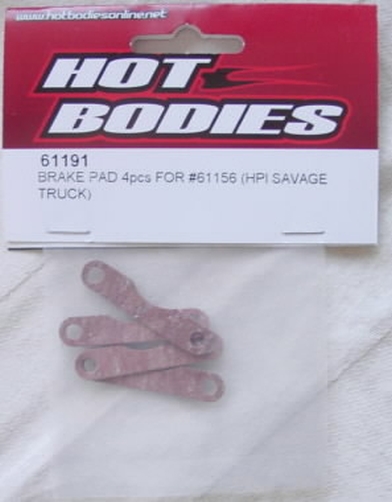 www.hotbodiesonline.net
HOT
BODIES
61191
BRAKE PAD 4pcs FOR #61156 (HPI SAVAGE
TRUCK)